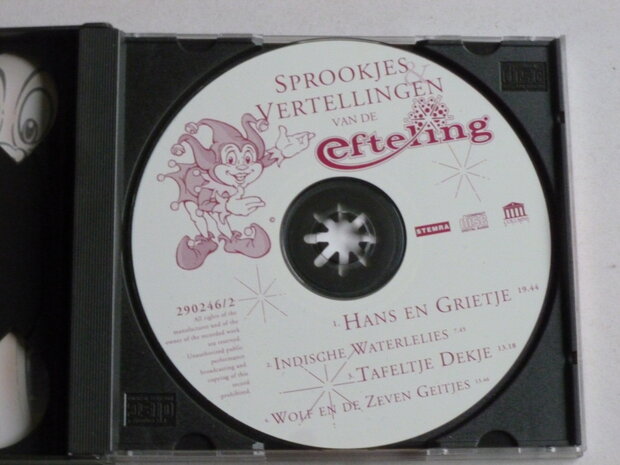 SPROOKJES
&
VERTELLINGEN
VAN DE
efteling
STEMRA
290246/2
All rights of the
manufacturer and of the
owner of the recorded work
are reserved.
Unauthorized public
performance
broadcasting and
copying of this
record
prohibited.
1. HANS EN GRIETJE 19.44
2. INDISCHE WATERLELIES 7.45
3. TAFELTJE DEKJE 13.18
4. WOLF EN DE ZEVEN GEITJES 13.46